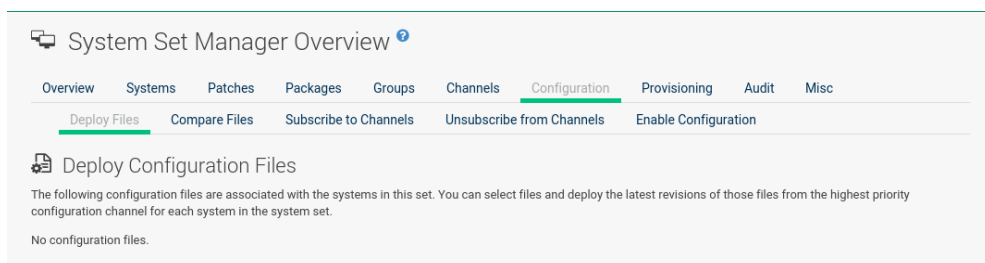 System Set Manager Overview ?
Overview Systems Patches Packages Groups Channels Configuration Provisioning Audit Misc
Deploy Files Compare Files Subscribe to Channels Unsubscribe from Channels Enable Configuration
Deploy Configuration Files
The following configuration files are associated with the systems in this set. You can select files and deploy the latest revisions of those files from the highest priority
configuration channel for each system in the system set.
No configuration files.